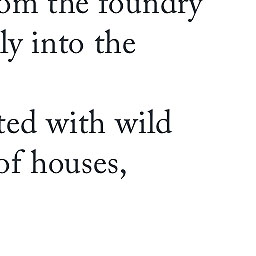 om the foundry
ly into the
ted with wild
of houses,